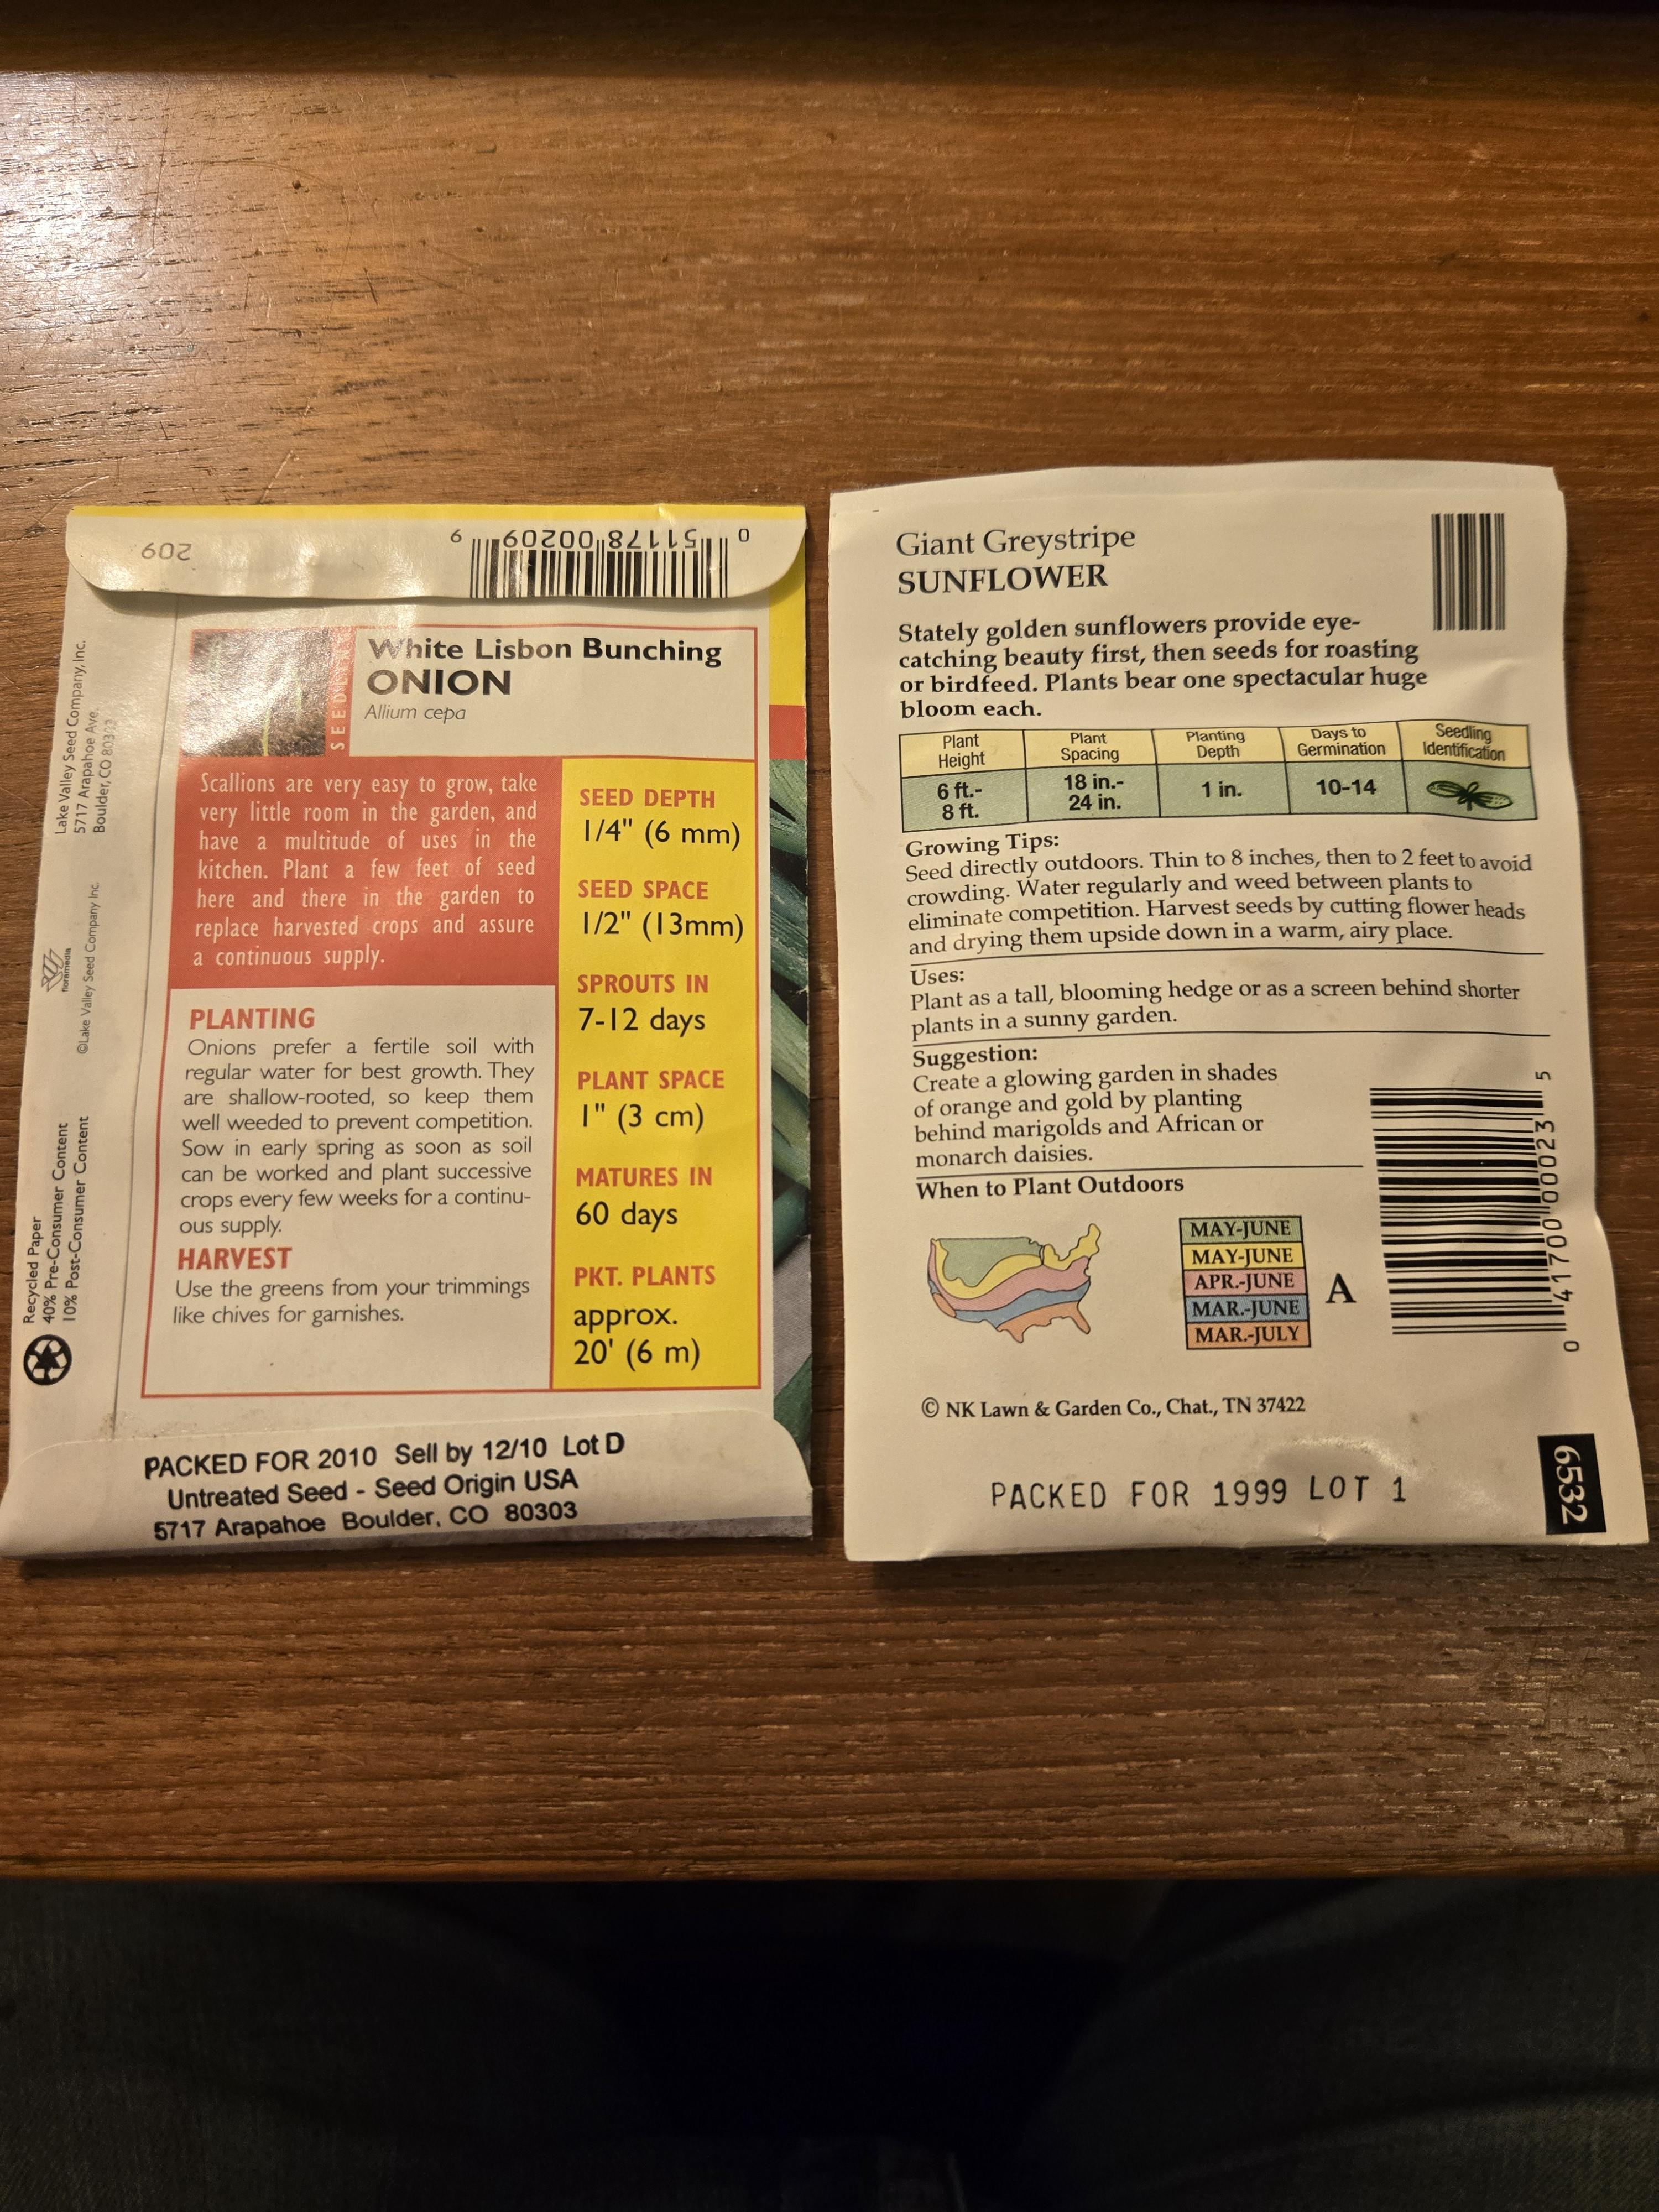 209
0 51178 00209 9
SEEDLING
White Lisbon Bunching
ONION
Allium cepa
Scallions are very easy to grow, take
very little room in the garden, and
have a multitude of uses in the
kitchen. Plant a few feet of seed
here and there in the garden to
replace harvested crops and assure
a continuous supply.
PLANTING
Onions prefer a fertile soil with
regular water for best growth. They
are shallow-rooted, so keep them
well weeded to prevent competition.
Sow in early spring as soon as soil
can be worked and plant successive
crops every few weeks for a continu-
ous supply.
HARVEST
Use the greens from your trimmings
like chives for garnishes.
SEED DEPTH
1/4" (6 mm)
SEED SPACE
1/2" (13mm)
SPROUTS IN
7-12 days
PLANT SPACE
1" (3 cm)
MATURES IN
60 days
PKT. PLANTS
approx.
20' (6 m)
Lake Valley Seed Company, Inc.
5717 Arapahoe Ave.
Boulder, CO 80303
floramedia
©Lake Valley Seed Company Inc.
Recycled Paper
40% Pre-Consumer Content
10% Post-Consumer Content
PACKED FOR 2010 Sell by 12/10 Lot D
Untreated Seed - Seed Origin USA
5717 Arapahoe Boulder, CO 80303
Giant Greystripe
SUNFLOWER
Stately golden sunflowers provide eye-
catching beauty first, then seeds for roasting
or birdfeed. Plants bear one spectacular huge
bloom each.
Plant Height
Plant Spacing
Planting Depth
Days to Germination
Seedling Identification
6 ft.-
8 ft.
18 in.-
24 in.
1 in.
10-14
Growing Tips:
Seed directly outdoors. Thin to 8 inches, then to 2 feet to avoid
crowding. Water regularly and weed between plants to
eliminate competition. Harvest seeds by cutting flower heads
and drying them upside down in a warm, airy place.
Uses:
Plant as a tall, blooming hedge or as a screen behind shorter
plants in a sunny garden.
Suggestion:
Create a glowing garden in shades
of orange and gold by planting
behind marigolds and African or
monarch daisies.
When to Plant Outdoors
MAY-JUNE
MAY-JUNE
APR.-JUNE
MAR.-JUNE
MAR.-JULY
A
0 41700 00023 5
© NK Lawn & Garden Co., Chat., TN 37422
PACKED FOR 1999 LOT 1
6532